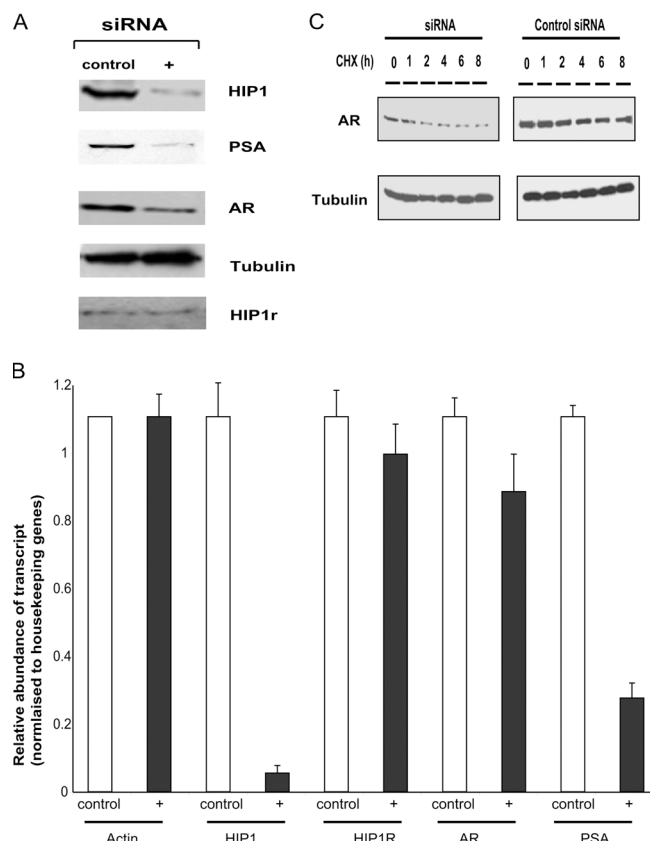 A
siRNA
control +
HIP1
PSA
AR
Tubulin
HIP1r
C
siRNA Control siRNA
CHX (h) 0 1 2 4 6 8 0 1 2 4 6 8
AR
Tubulin
B
Relative abundance of transcript
(normlaised to housekeeping genes)
1.2
1
0.8
0.6
0.4
0.2
0
control + control + control + control + control +
Actin HIP1 HIP1R AR PSA